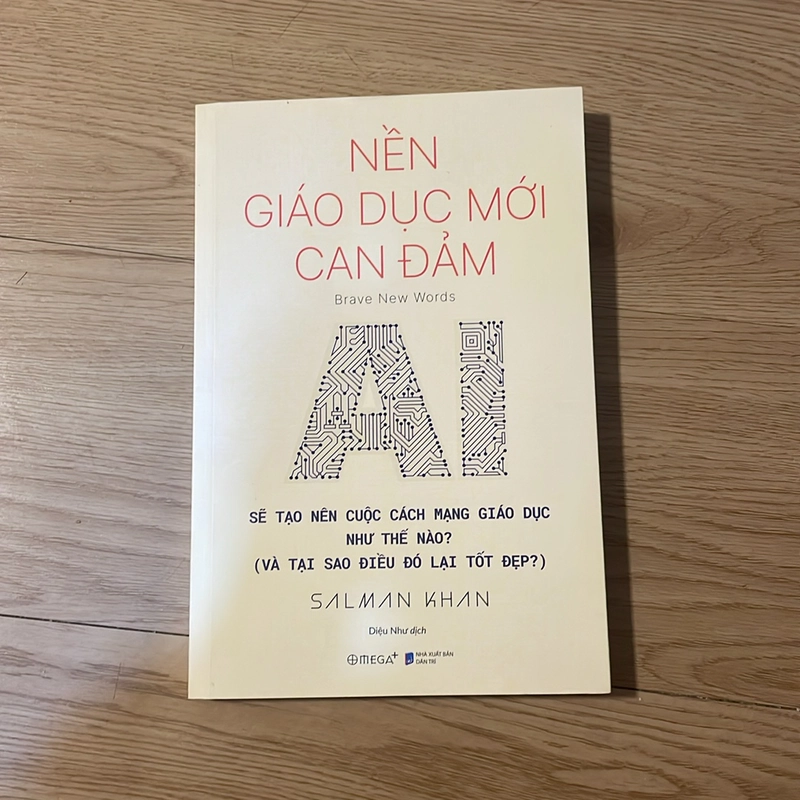 NỀN
GIÁO DỤC MỚI
CAN ĐẢM
Brave New Words
AI
SẼ TẠO NÊN CUỘC CÁCH MẠNG GIÁO DỤC
NHƯ THẾ NÀO?
(VÀ TẠI SAO ĐIỀU ĐÓ LẠI TỐT ĐẸP?)
SALMAN KHAN
Diệu Như dịch
OMEGA+
NHÀ XUẤT BẢN
DÂN TRÍ